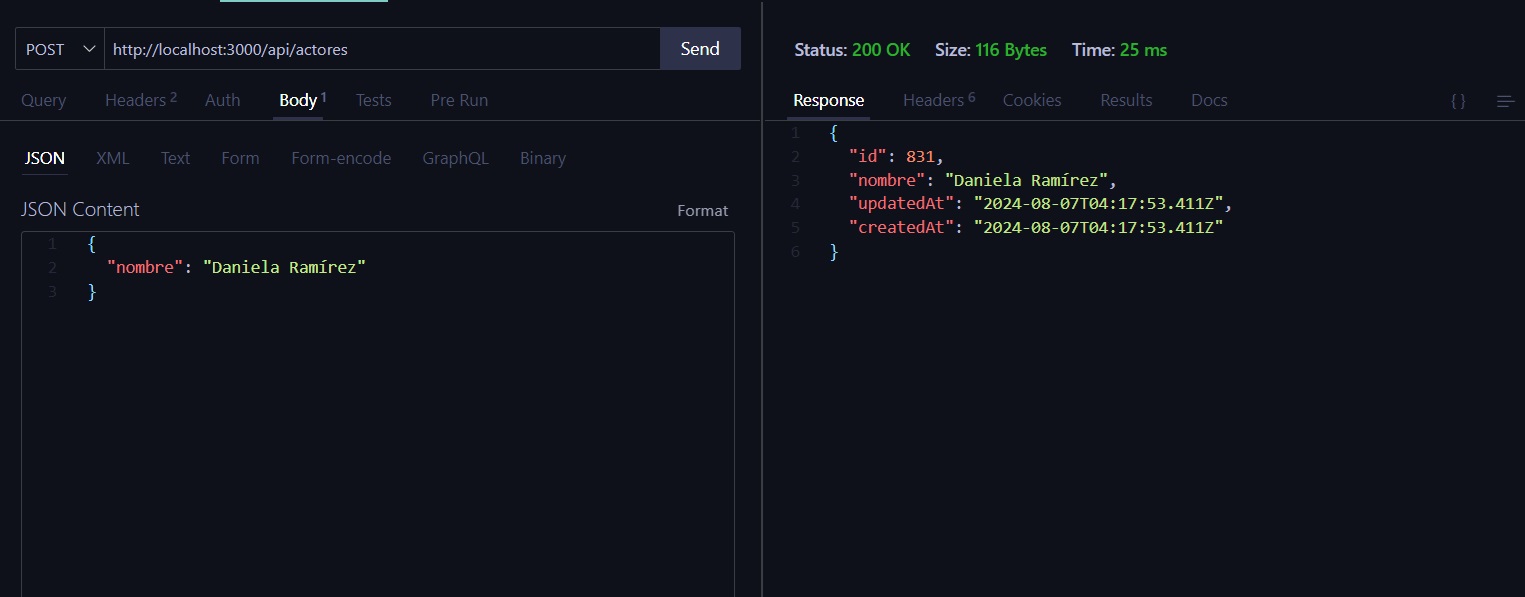 POST http://localhost:3000/api/actores Send
Query Headers 2 Auth Body 1 Tests Pre Run
JSON XML Text Form Form-encode GraphQL Binary
JSON Content Format
1 {
2 "nombre": "Daniela Ramírez"
3 }
Status: 200 OK Size: 116 Bytes Time: 25 ms
Response Headers 6 Cookies Results Docs { }
1 {
2 "id": 831,
3 "nombre": "Daniela Ramírez",
4 "updatedAt": "2024-08-07T04:17:53.411Z",
5 "createdAt": "2024-08-07T04:17:53.411Z"
6 }